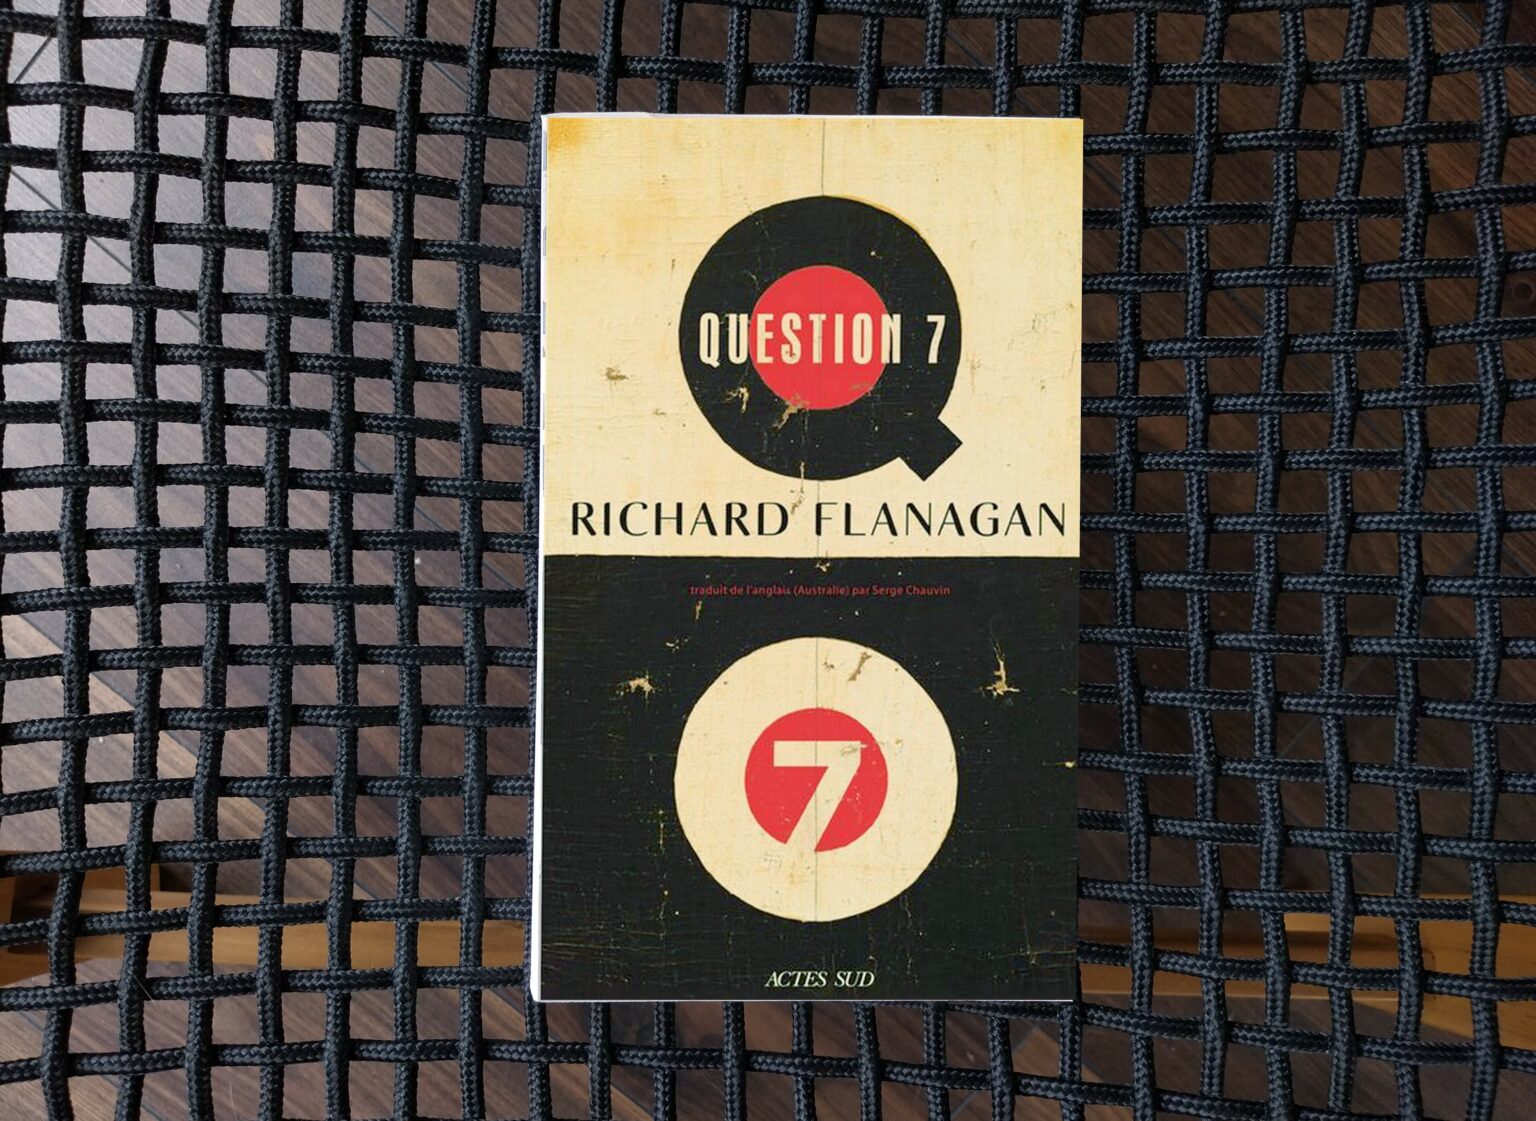 QUESTION 7
RICHARD FLANAGAN
traduit de l'anglais (Australie) par Serge Chauvin
7
ACTES SUD